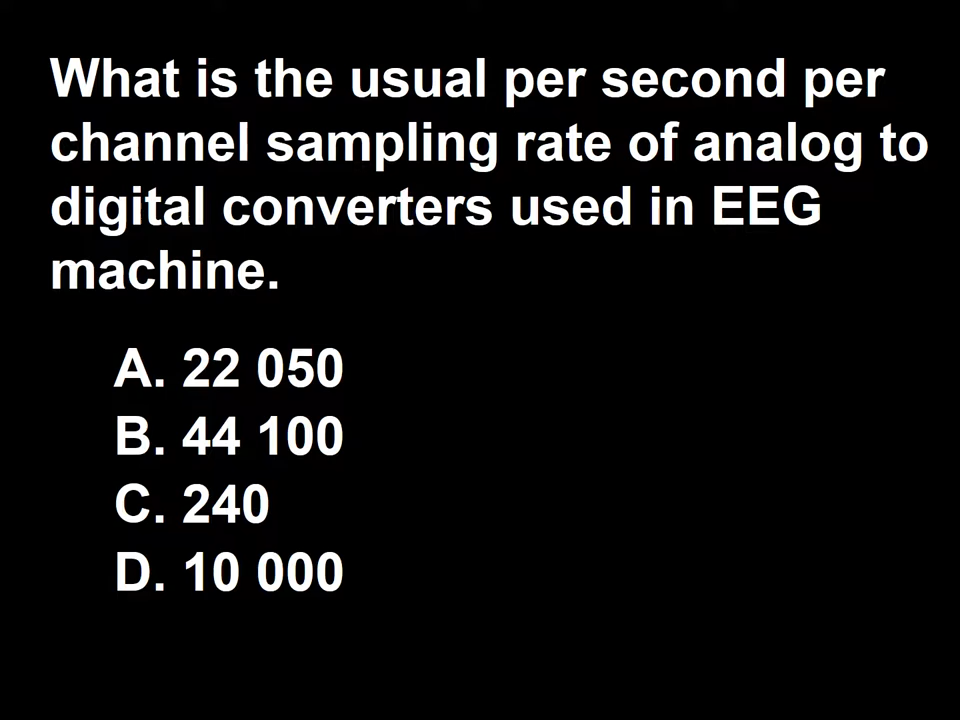 What is the usual per second per
channel sampling rate of analog to
digital converters used in EEG
machine.
A. 22 050
B. 44 100
C. 240
D. 10 000